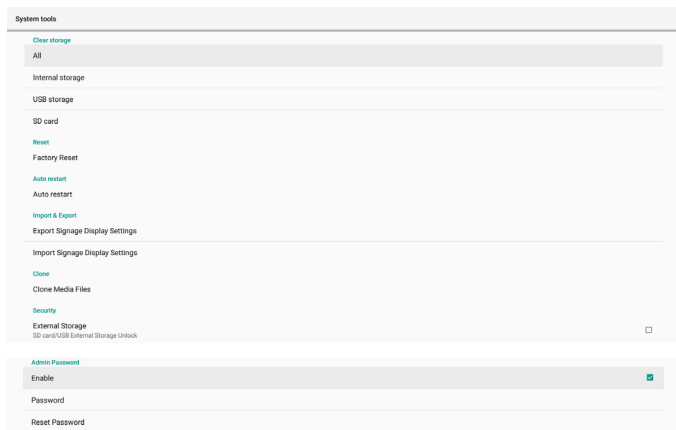 System tools
Clear storage
All
Internal storage
USB storage
SD card
Reset
Factory Reset
Auto restart
Auto restart
Import & Export
Export Signage Display Settings
Import Signage Display Settings
Clone
Clone Media Files
Security
External Storage
SD card/USB External Storage Unlock
Admin Password
Enable
Password
Reset Password